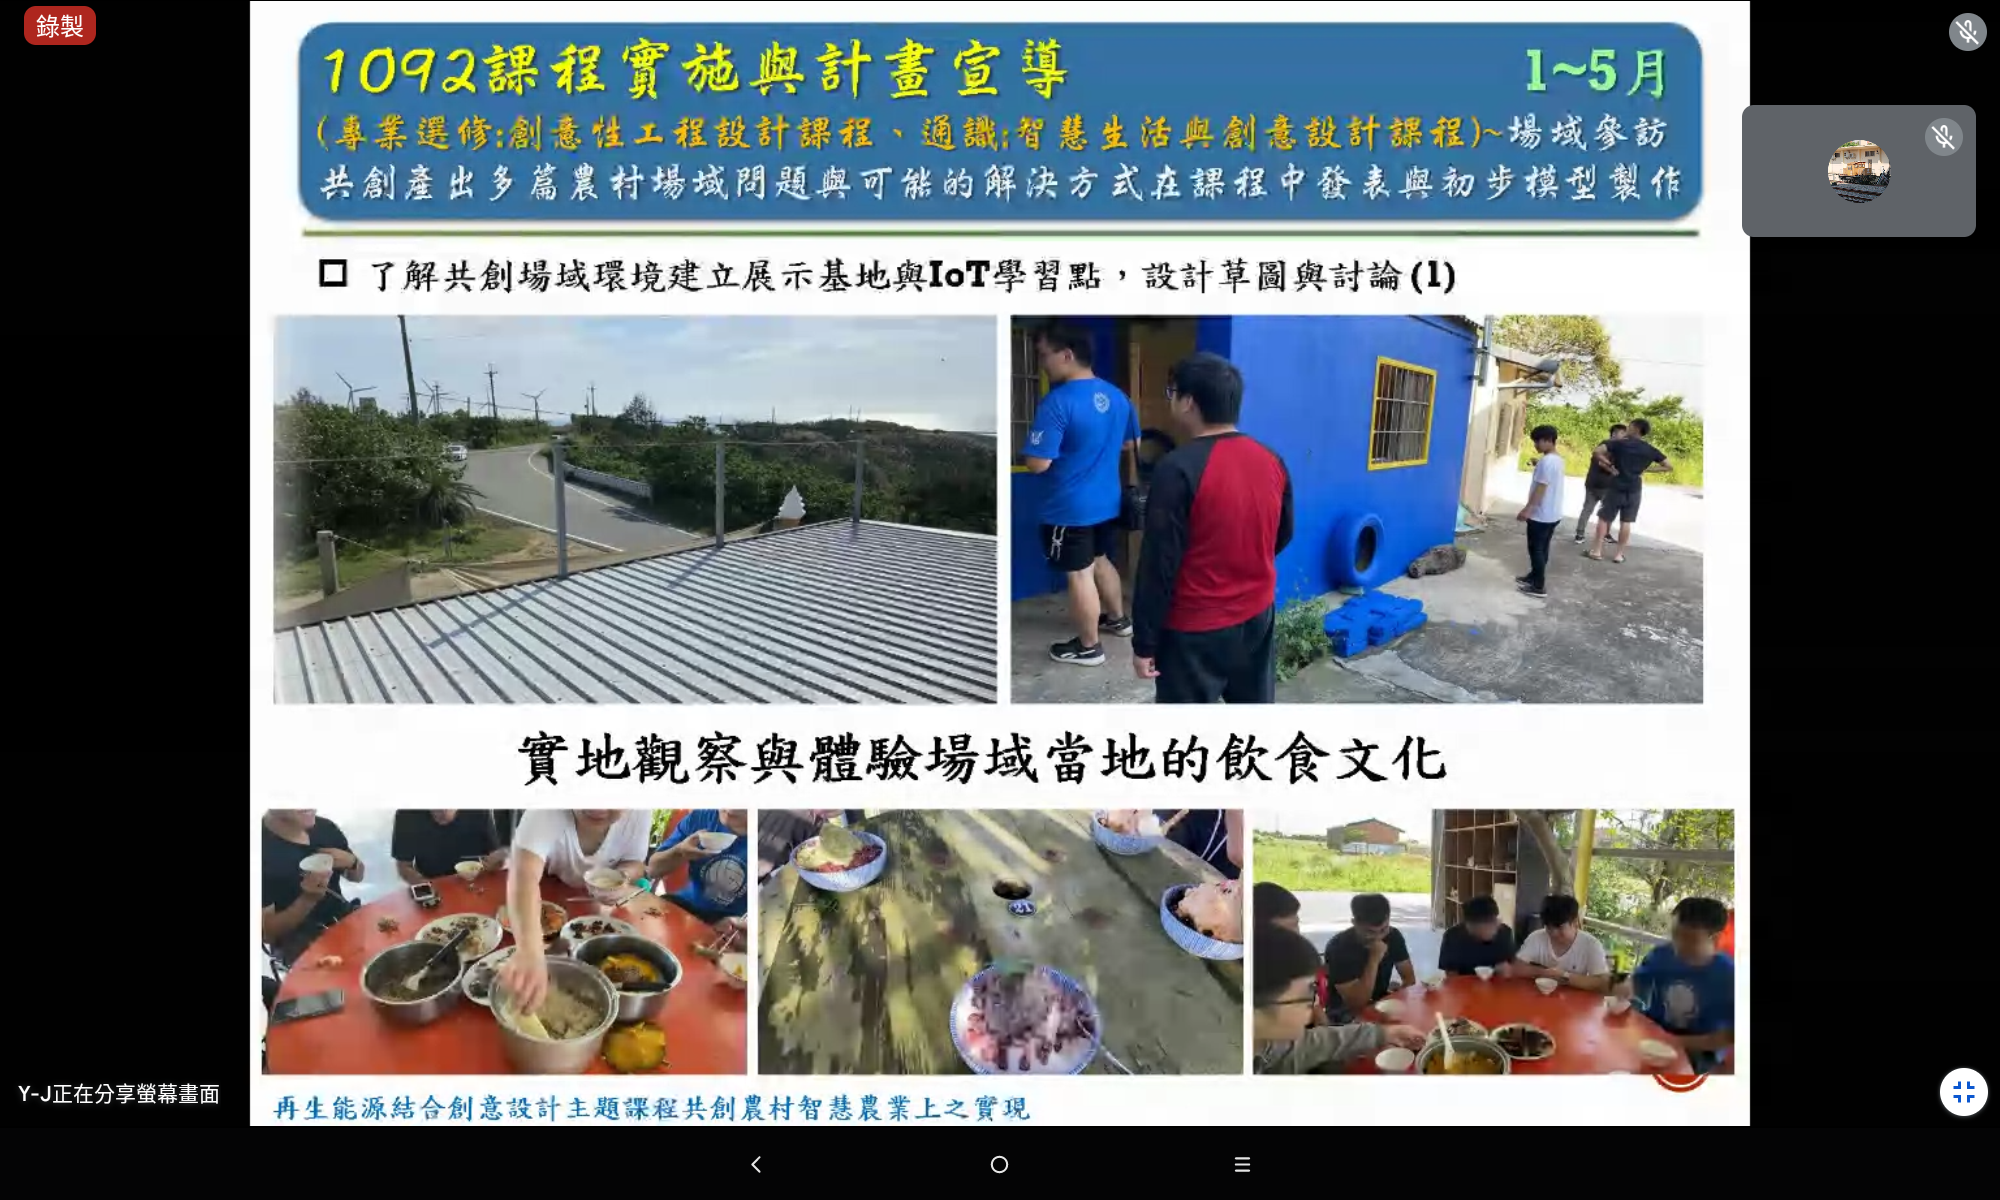 錄製
1092課程實施與計畫宣導
1~5月
(專業選修:創意性工程設計課程、通識:智慧生活與創意設計課程)~場域參訪
共創產出多篇農村場域問題與可能的解決方式在課程中發表與初步模型製作
了解共創場域環境建立展示基地與IoT學習點，設計草圖與討論(1)
實地觀察與體驗場域當地的飲食文化
21
Y-J正在分享螢幕畫面
再生能源結合創意設計主題課程共創農村智慧農業上之實現